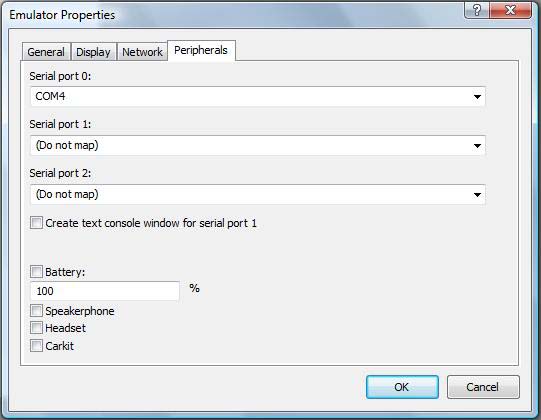 Emulator Properties
?
General Display Network Peripherals
Serial port 0:
COM4
Serial port 1:
(Do not map)
Serial port 2:
(Do not map)
Create text console window for serial port 1
Battery:
100 %
Speakerphone
Headset
Carkit
OK Cancel